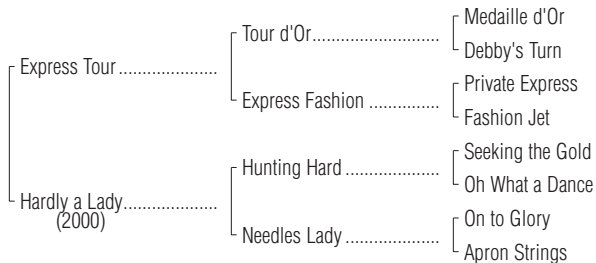 Medaille d'Or
Tour d'Or
Debby's Turn
Express Tour
Private Express
Express Fashion
Fashion Jet
Seeking the Gold
Hunting Hard
Oh What a Dance
Hardly a Lady
(2000)
On to Glory
Needles Lady
Apron Strings